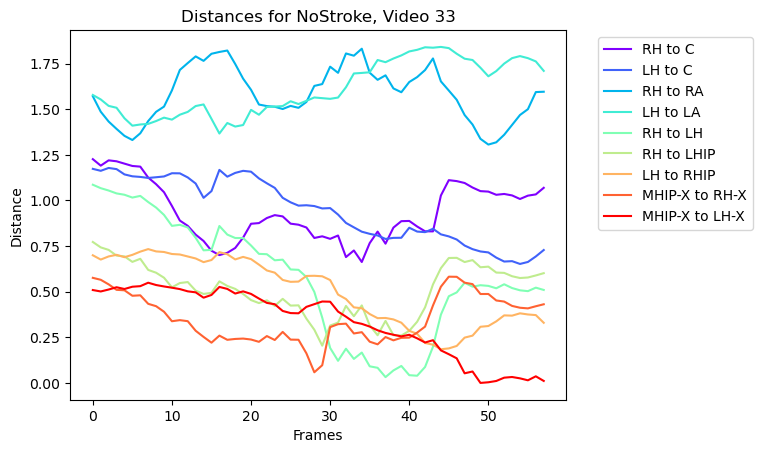 Distances for NoStroke, Video 33
Distance
1.75
1.50
1.25
1.00
0.75
0.50
0.25
0.00
0
10
20
30
40
50
Frames
RH to C
LH to C
RH to RA
LH to LA
RH to LH
RH to LHIP
LH to RHIP
MHIP-X to RH-X
MHIP-X to LH-X